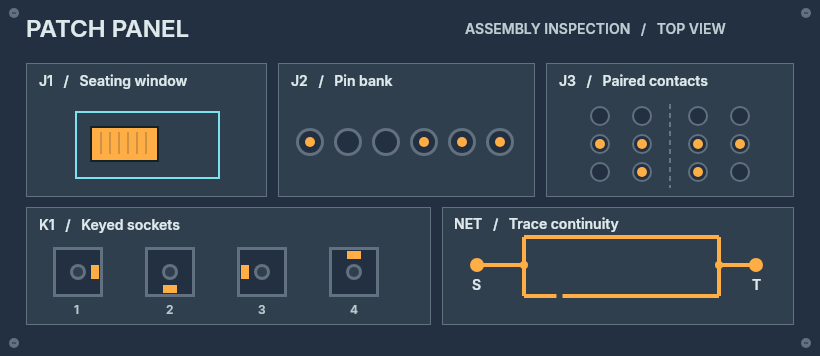 PATCH PANEL
ASSEMBLY INSPECTION / TOP VIEW
J1 / Seating window
J2 / Pin bank
J3 / Paired contacts
K1 / Keyed sockets
1 2 3 4
NET / Trace continuity
S T